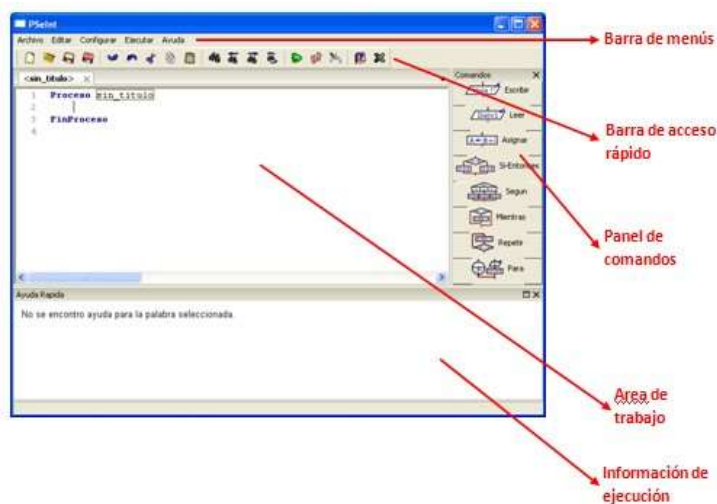 PSeInt
Archivo Editar Configurar Ejecutar Ayuda
<sin_titulo>
1 Proceso sin_titulo
2
3 FinProceso
4
Comandos
Escribir
Leer
Asignar
Si-Entonces
Segun
Mientras
Repetir
Para
Ayuda Rapida
No se encontro ayuda para la palabra seleccionada.
Barra de menús
Barra de acceso
rápido
Panel de
comandos
Area de
trabajo
Información de
ejecución